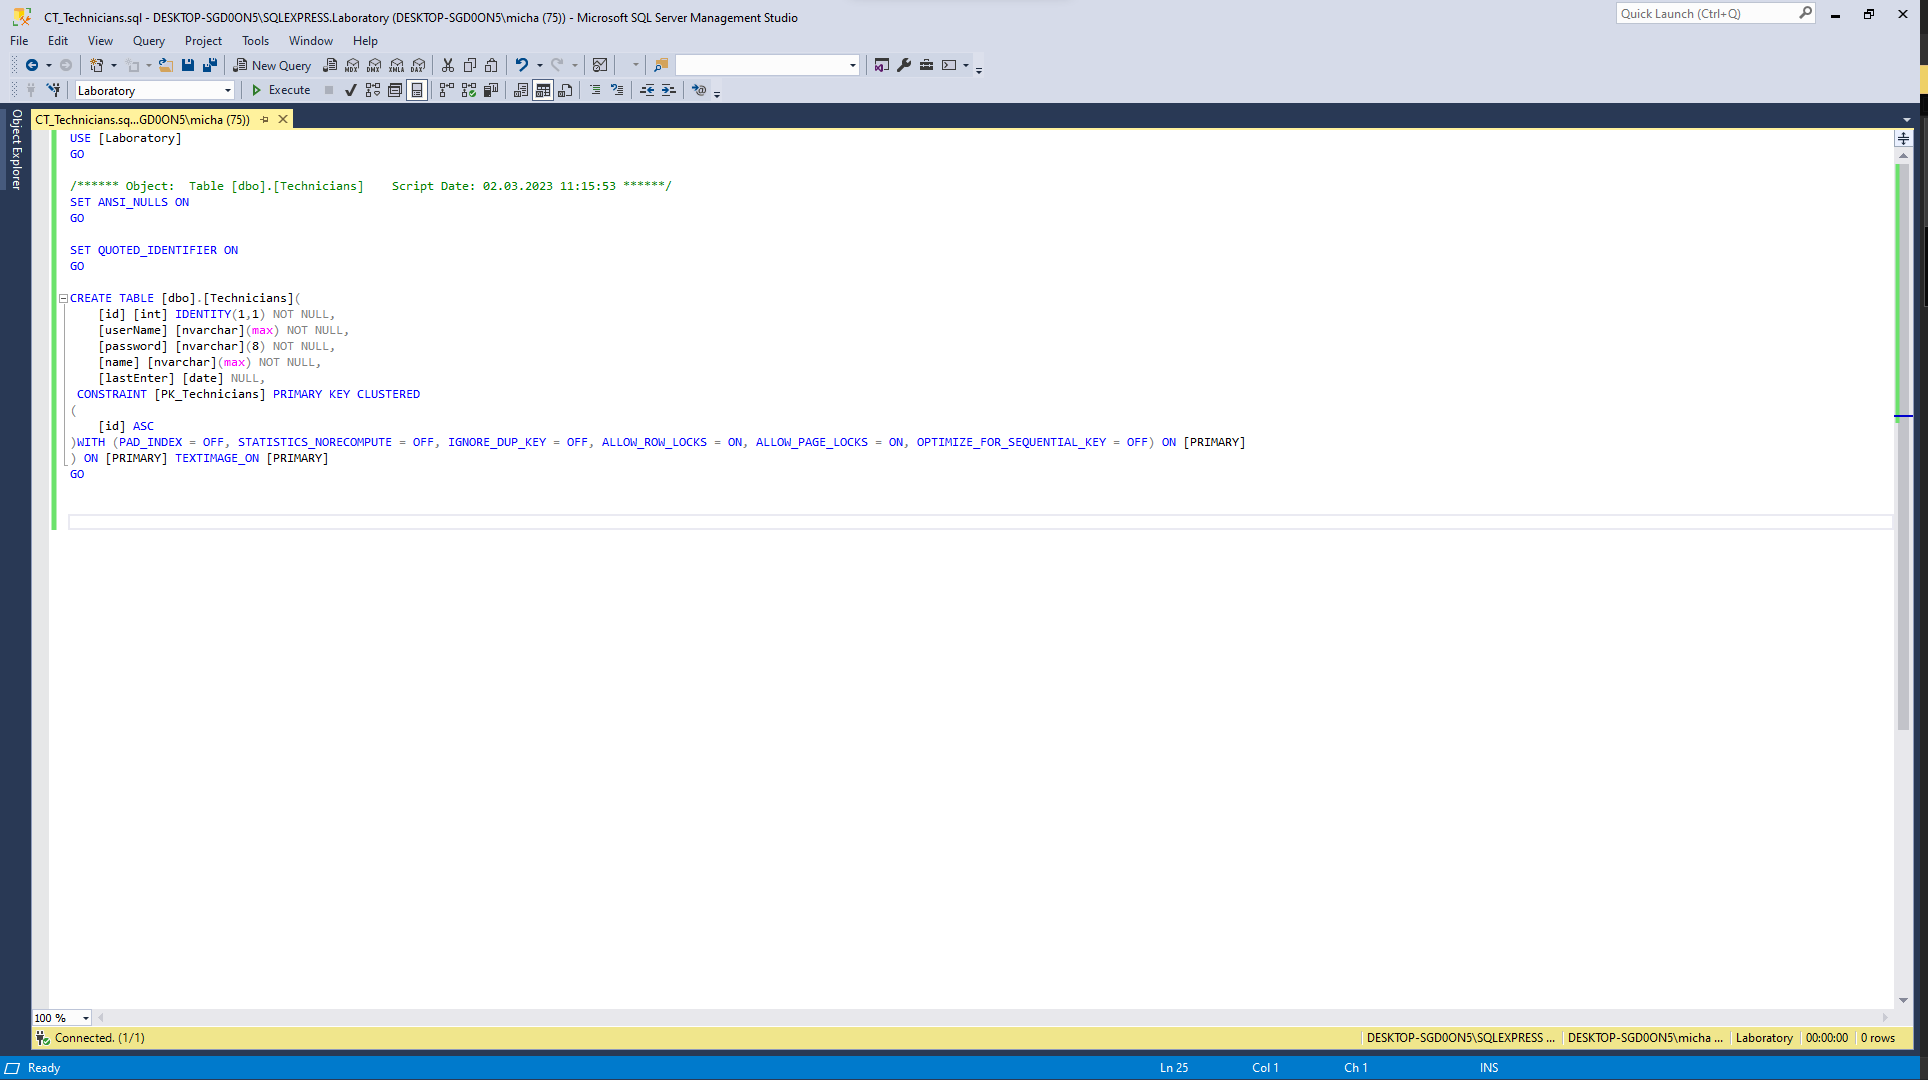 CT_Technicians.sql - DESKTOP-SGD0ON5\SQLEXPRESS.Laboratory (DESKTOP-SGD0ON5\micha (75)) - Microsoft SQL Server Management Studio
Quick Launch (Ctrl+Q)
File Edit View Query Project Tools Window Help
New Query MDX DMX XMLA DAX
Laboratory Execute
Object Explorer
CT_Technicians.sq...GD0ON5\micha (75))
USE [Laboratory]
GO
/****** Object:  Table [dbo].[Technicians]    Script Date: 02.03.2023 11:15:53 ******/
SET ANSI_NULLS ON
GO
SET QUOTED_IDENTIFIER ON
GO
CREATE TABLE [dbo].[Technicians](
[id] [int] IDENTITY(1,1) NOT NULL,
[userName] [nvarchar](max) NOT NULL,
[password] [nvarchar](8) NOT NULL,
[name] [nvarchar](max) NOT NULL,
[lastEnter] [date] NULL,
CONSTRAINT [PK_Technicians] PRIMARY KEY CLUSTERED
(
[id] ASC
)WITH (PAD_INDEX = OFF, STATISTICS_NORECOMPUTE = OFF, IGNORE_DUP_KEY = OFF, ALLOW_ROW_LOCKS = ON, ALLOW_PAGE_LOCKS = ON, OPTIMIZE_FOR_SEQUENTIAL_KEY = OFF) ON [PRIMARY]
) ON [PRIMARY] TEXTIMAGE_ON [PRIMARY]
GO
100 %
Connected. (1/1) DESKTOP-SGD0ON5\SQLEXPRESS ... DESKTOP-SGD0ON5\micha ... Laboratory 00:00:00 0 rows
Ready Ln 25 Col 1 Ch 1 INS